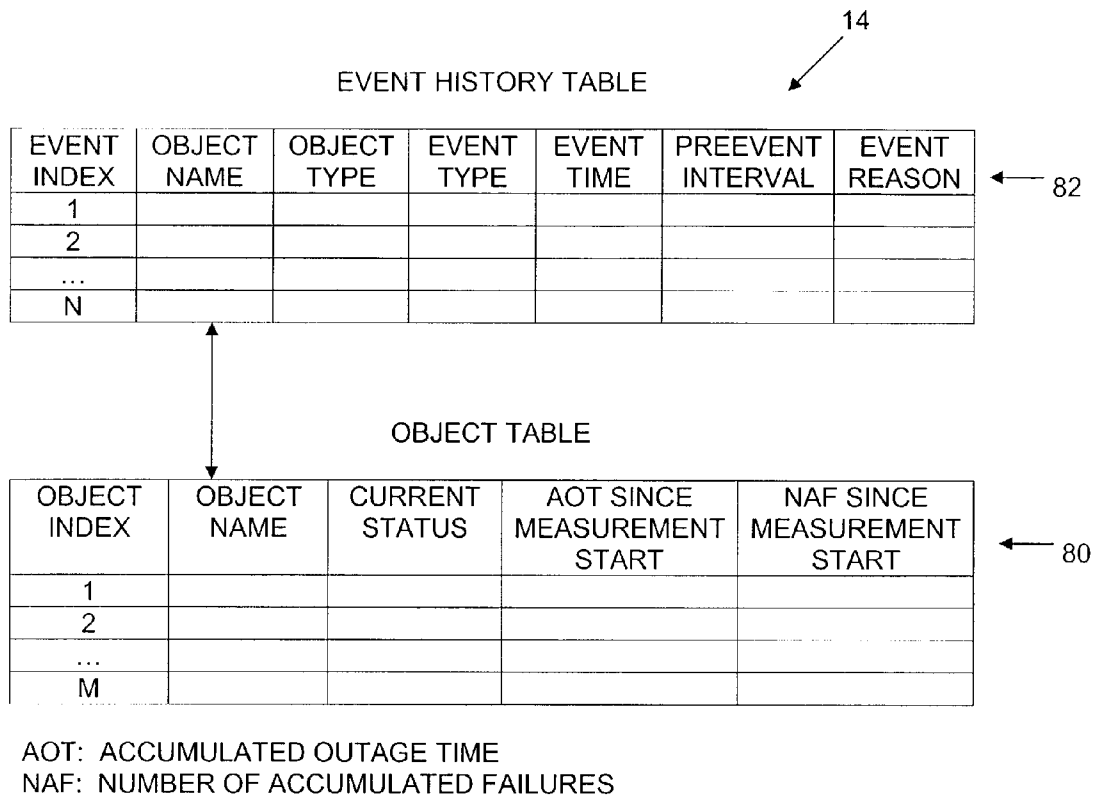 14
EVENT HISTORY TABLE
EVENT INDEX OBJECT NAME OBJECT TYPE EVENT TYPE EVENT TIME PREEVENT INTERVAL EVENT REASON
82
1
2
...
N
OBJECT TABLE
OBJECT INDEX OBJECT NAME CURRENT STATUS AOT SINCE MEASUREMENT START NAF SINCE MEASUREMENT START
80
1
2
...
M
AOT: ACCUMULATED OUTAGE TIME
NAF: NUMBER OF ACCUMULATED FAILURES